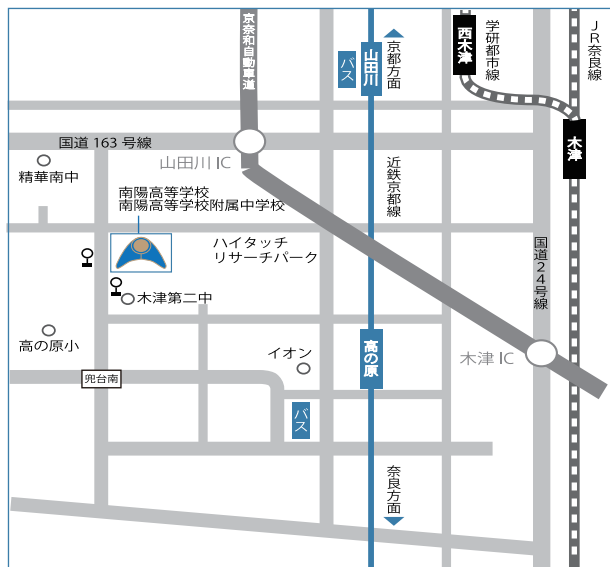 京奈和自動車道
山田川
バス
京都方面
西木津
学研都市線
JR奈良線
国道163号線
山田川IC
木津
精華南中
南陽高等学校
南陽高等学校附属中学校
近鉄京都線
ハイタッチ
リサーチパーク
国道24号線
木津第二中
高の原小
イオン
高の原
木津IC
兜台南
バス
奈良方面